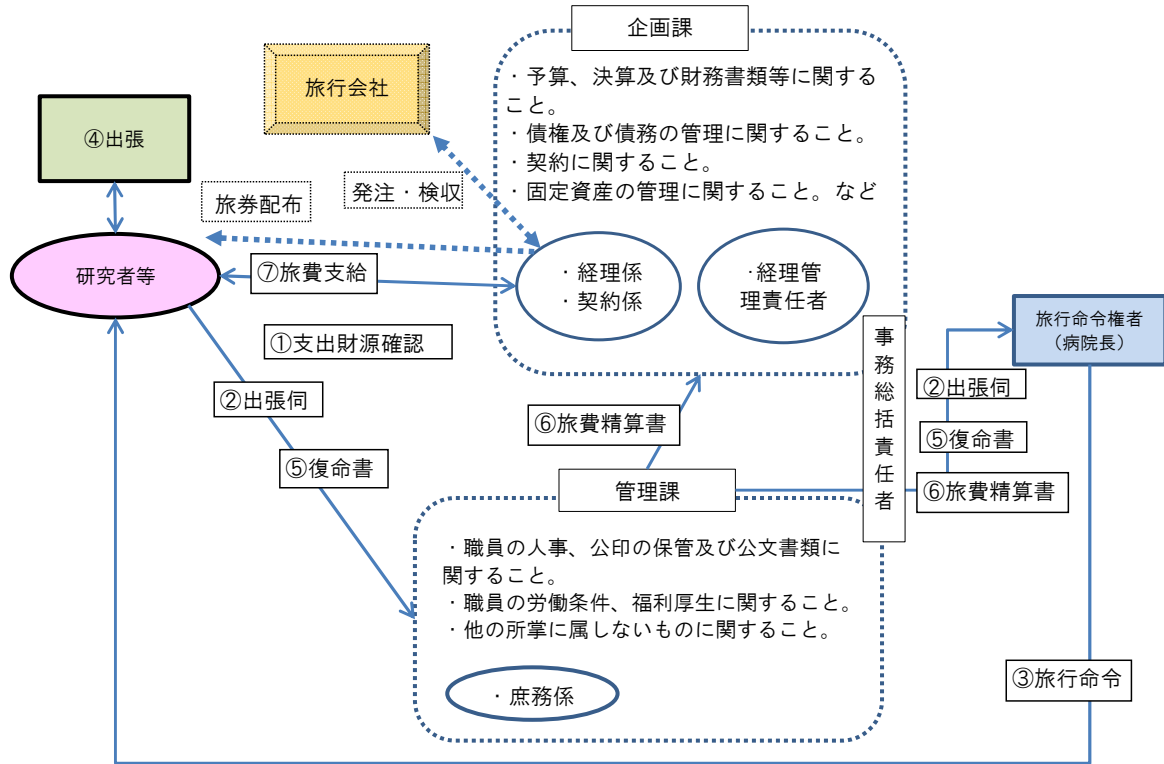 企画課
・予算、決算及び財務書類等に関する
こと。
・債権及び債務の管理に関すること。
・契約に関すること。
・固定資産の管理に関すること。など
旅行会社
④出張
発注・検収
旅券配布
研究者等
⑦旅費支給
・経理係
・契約係
・経理管
理責任者
①支出財源確認
旅行命令権者
（病院長）
事務総括責任者
②出張伺
②出張伺
⑥旅費精算書
⑤復命書
⑤復命書
管理課
⑥旅費精算書
・職員の人事、公印の保管及び公文書類に
関すること。
・職員の労働条件、福利厚生に関すること。
・他の所掌に属しないものに関すること。
・庶務係
③旅行命令